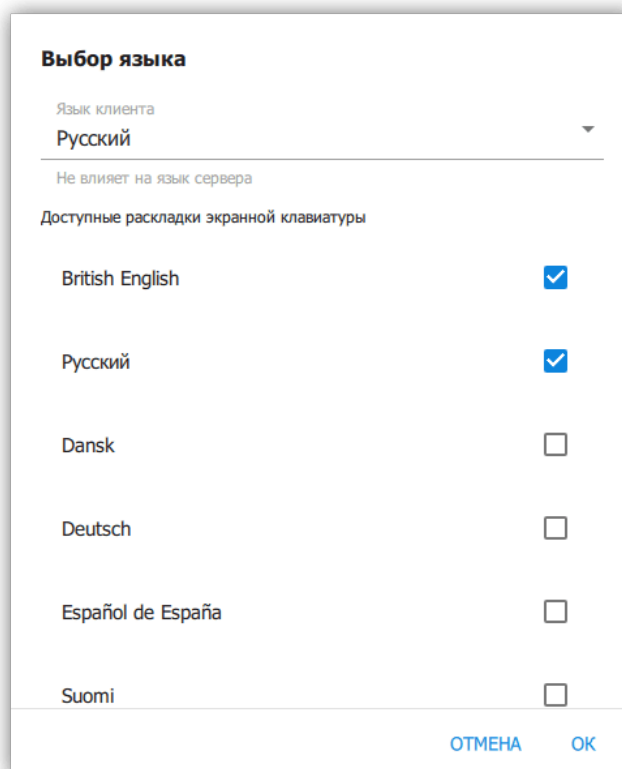 Выбор языка
Язык клиента
Русский
Не влияет на язык сервера
Доступные раскладки экранной клавиатуры
British English
Русский
Dansk
Deutsch
Español de España
Suomi
ОТМЕНА ОК